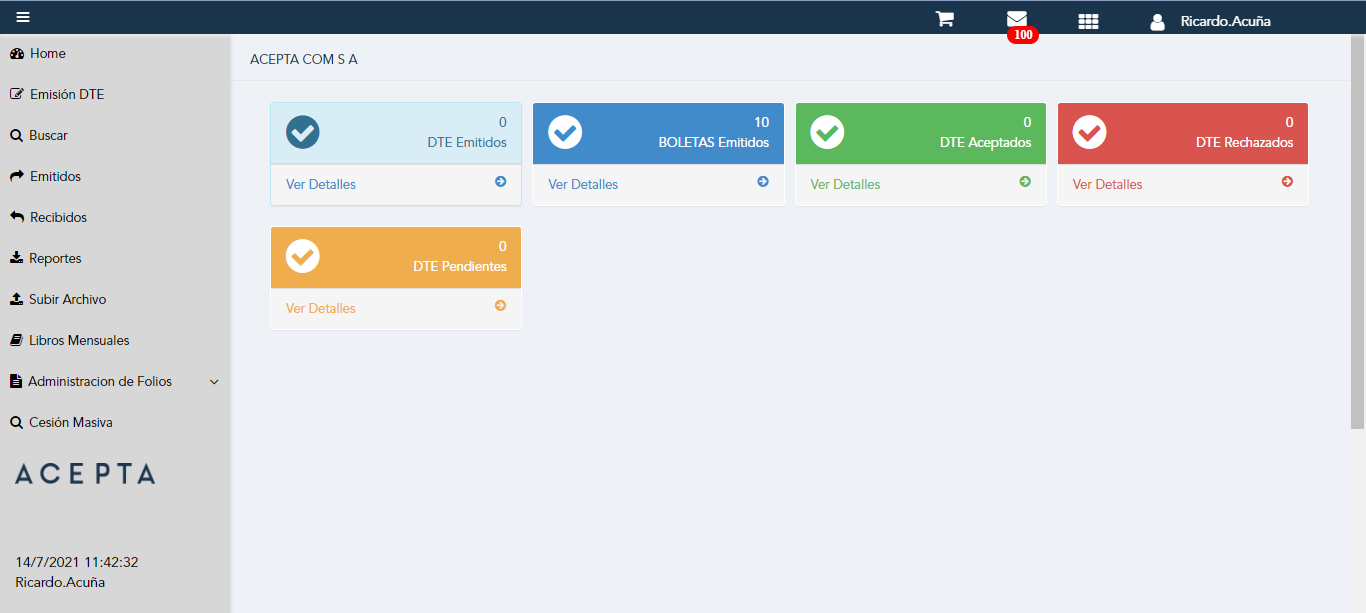 Ricardo.Acuña
100
Home
Emisión DTE
Buscar
Emitidos
Recibidos
Reportes
Subir Archivo
Libros Mensuales
Administracion de Folios
Cesión Masiva
ACEPTA
14/7/2021 11:42:32
Ricardo.Acuña
ACEPTA COM S A
0
DTE Emitidos
Ver Detalles
10
BOLETAS Emitidos
Ver Detalles
0
DTE Aceptados
Ver Detalles
0
DTE Rechazados
Ver Detalles
0
DTE Pendientes
Ver Detalles